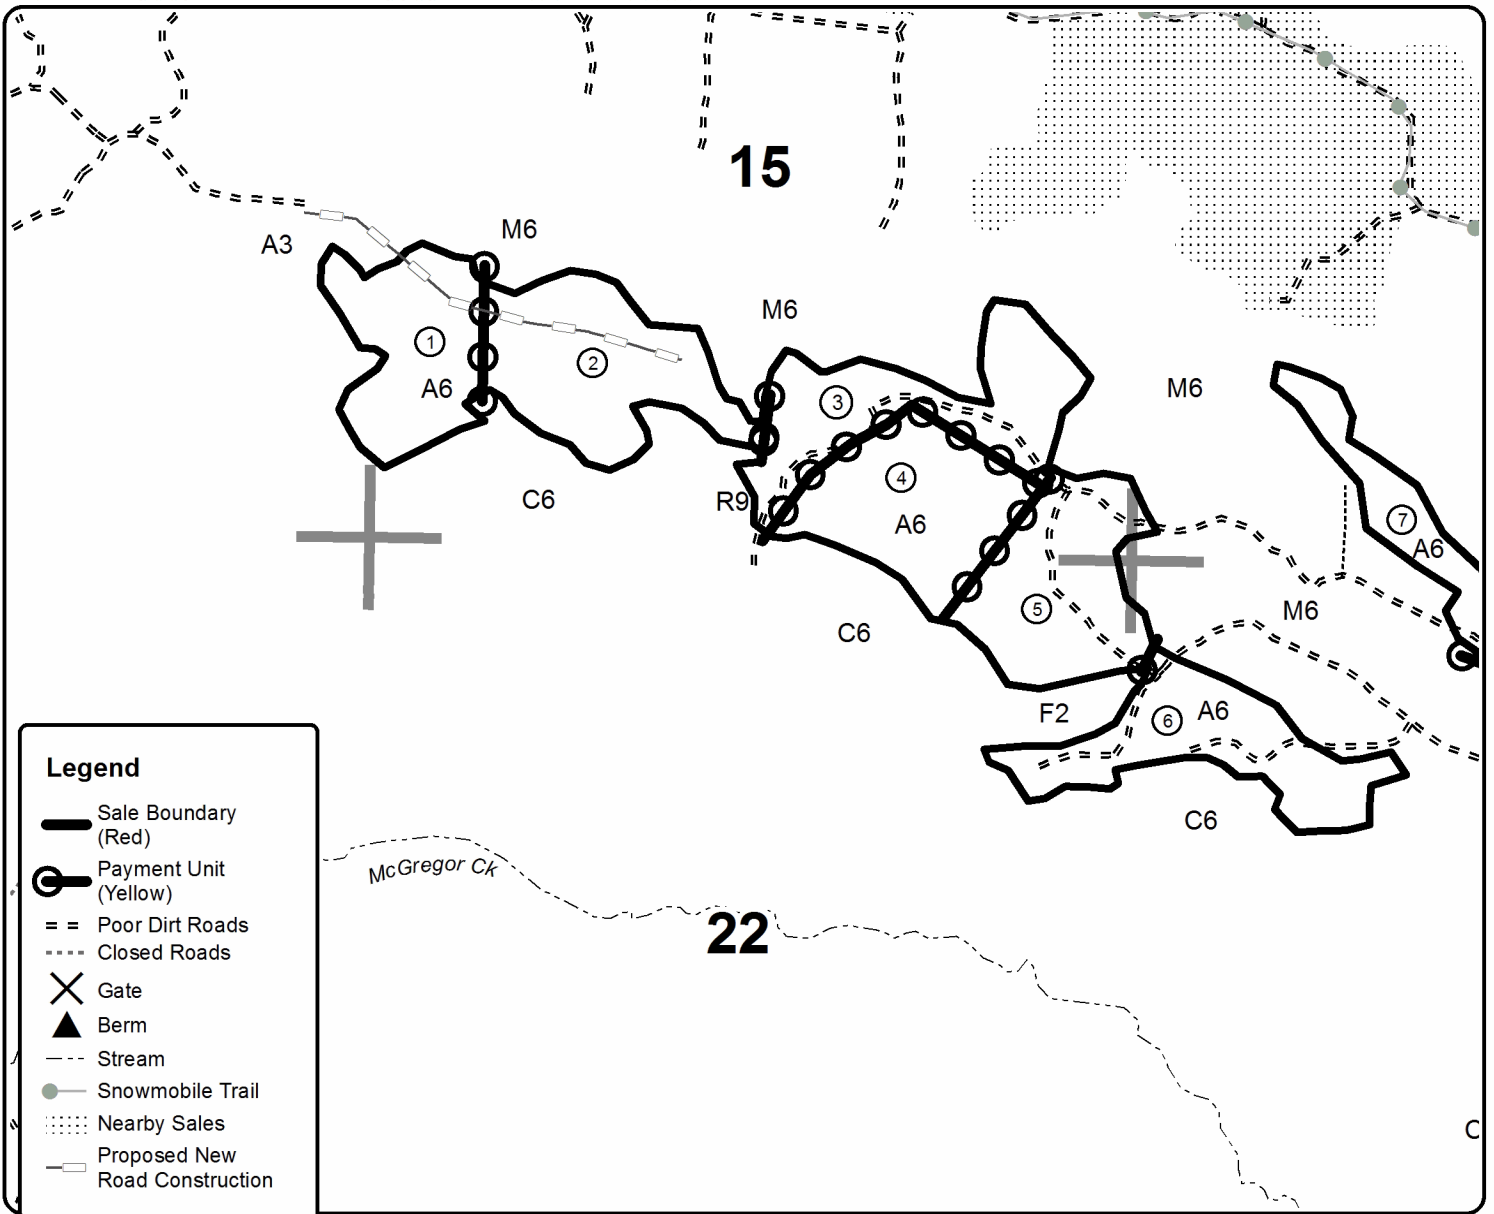 15
M6
A3
M6
1
2
A6
3
M6
4
R9
C6
A6
7
A6
5
M6
C6
F2
6
A6
C6
McGregor Ck
22
Legend
Sale Boundary
(Red)
Payment Unit
(Yellow)
Poor Dirt Roads
Closed Roads
Gate
Berm
Stream
Snowmobile Trail
Nearby Sales
Proposed New
Road Construction